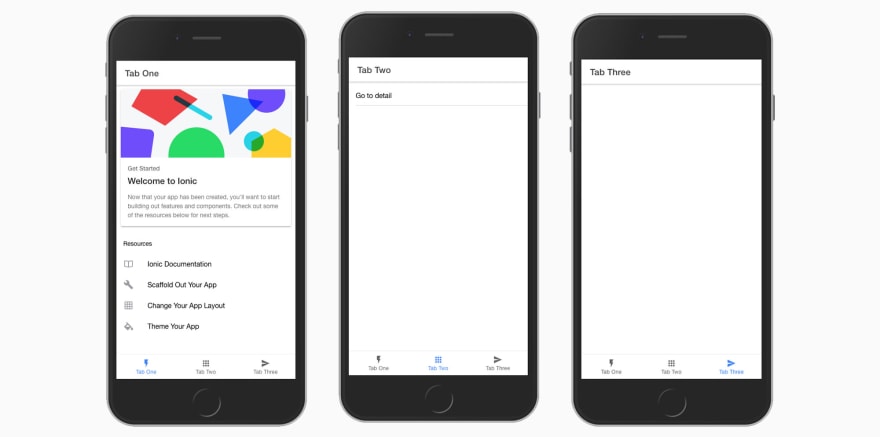 Tab One
Get Started
Welcome to Ionic
Now that your app has been created, you'll want to start
building out features and components. Check out some
of the resources below for next steps.
Resources
Ionic Documentation
Scaffold Out Your App
Change Your App Layout
Theme Your App
Tab One Tab Two Tab Three
Tab Two
Go to detail
Tab One Tab Two Tab Three
Tab Three
Tab One Tab Two Tab Three